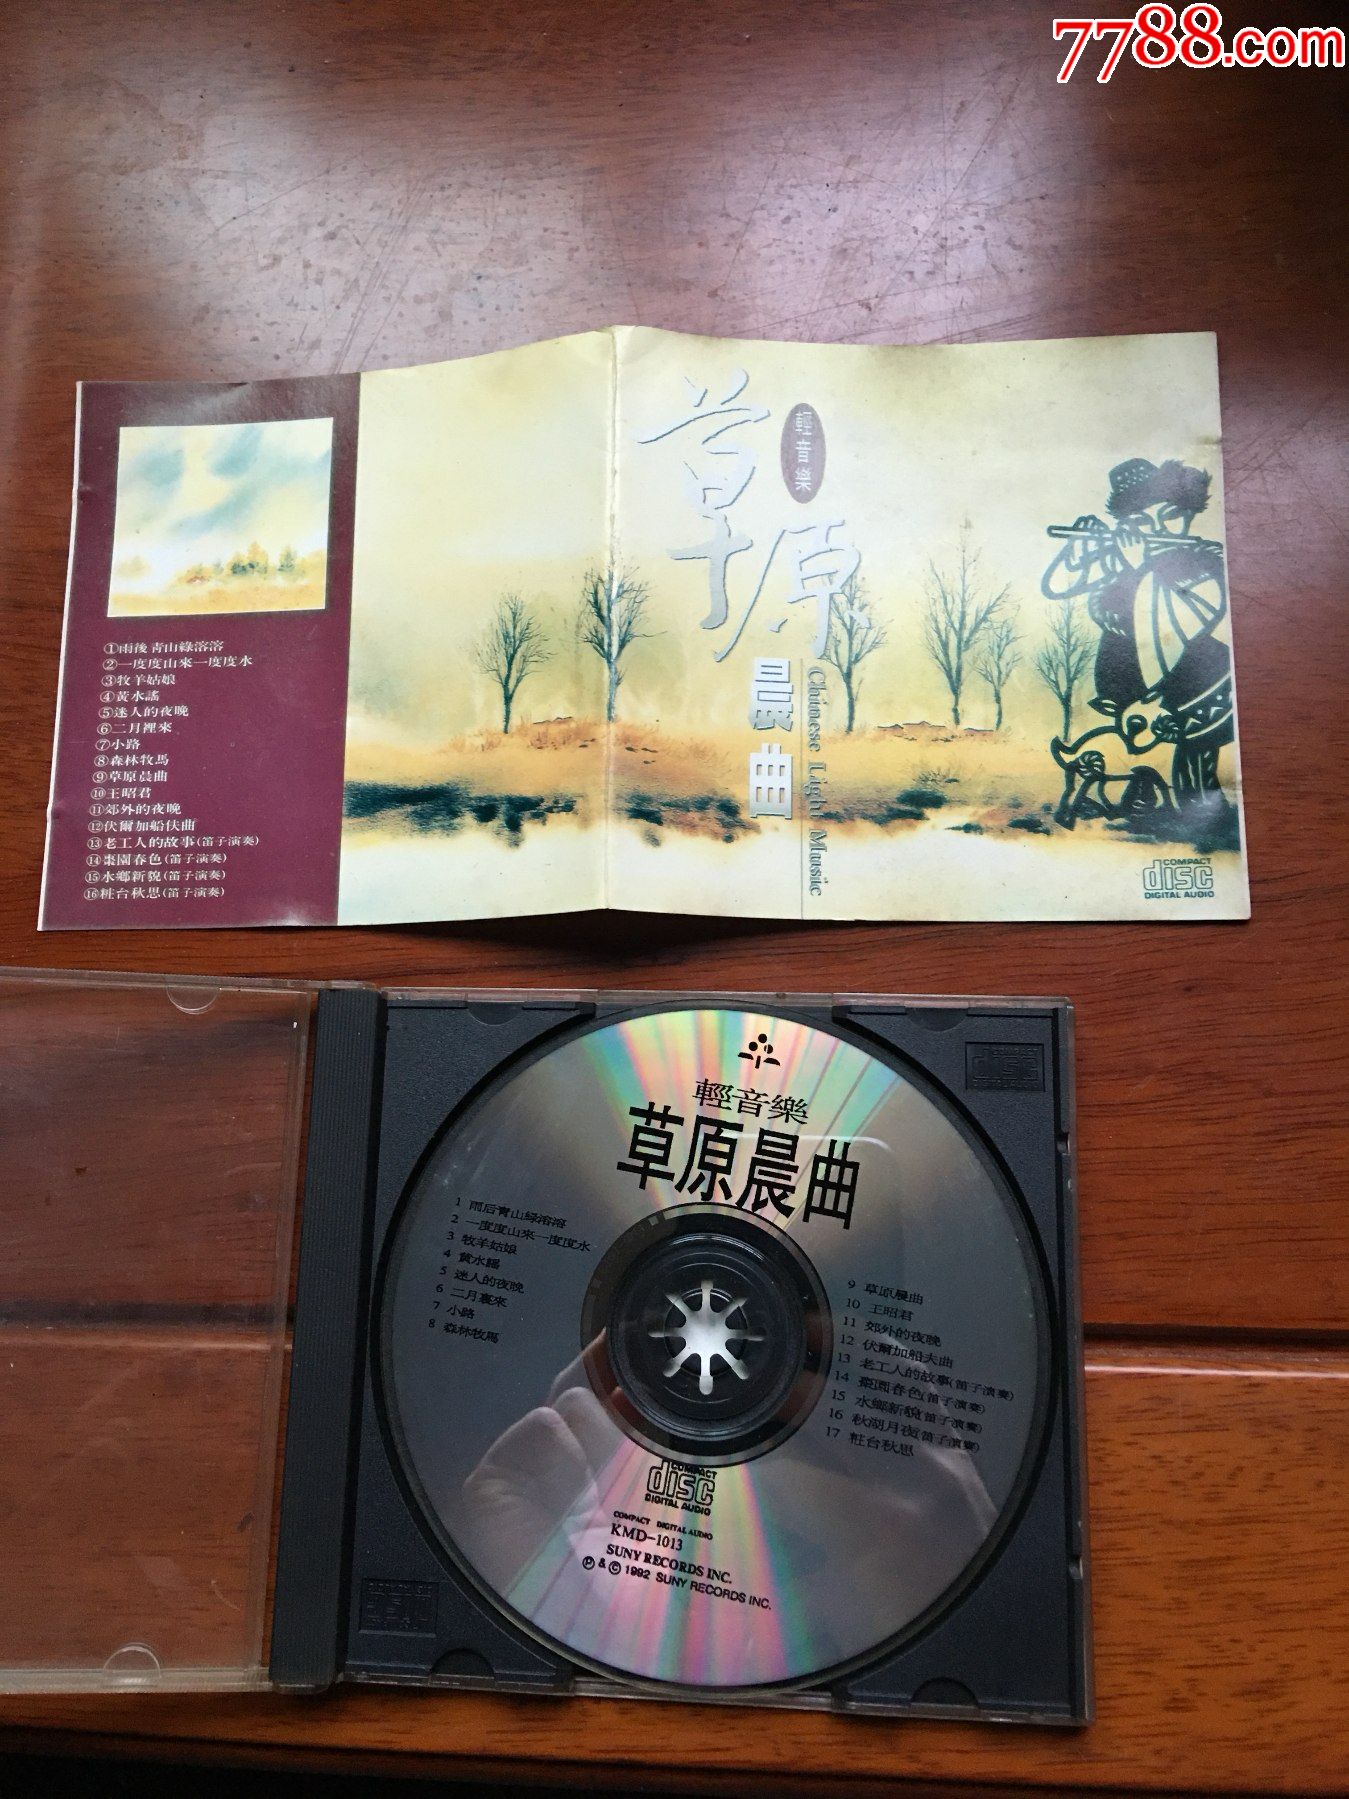 7788.com
輕音樂
草原
晨曲
Chinese Light Music
COMPACT
disc
DIGITAL AUDIO
①雨後青山綠溶溶
②一度度山來一度度水
③牧羊姑娘
④黃水謠
⑤迷人的夜晚
⑥二月裡來
⑦小路
⑧森林牧馬
⑨草原晨曲
⑩王昭君
⑪郊外的夜晚
⑫伏爾加船伕曲
⑬老工人的故事(笛子演奏)
⑭棗園春色(笛子演奏)
⑮水鄉新貌(笛子演奏)
⑯粧台秋思(笛子演奏)
輕音樂
草原晨曲
1 雨后青山綠溶溶
2 一度度山來一度度水
3 牧羊姑娘
4 黃水謠
5 迷人的夜晚
6 二月裏來
7 小路
8 森林牧馬
9 草原晨曲
10 王昭君
11 郊外的夜晚
12 伏爾加船夫曲
13 老工人的故事(笛子演奏)
14 棗園春色(笛子演奏)
15 水鄉新貌(笛子演奏)
16 秋湖月夜(笛子演奏)
17 粧台秋思
COMPACT
disc
DIGITAL AUDIO
COMPACT DIGITAL AUDIO
KMD-1013
SUNY RECORDS INC.
℗ & © 1992 SUNY RECORDS INC.